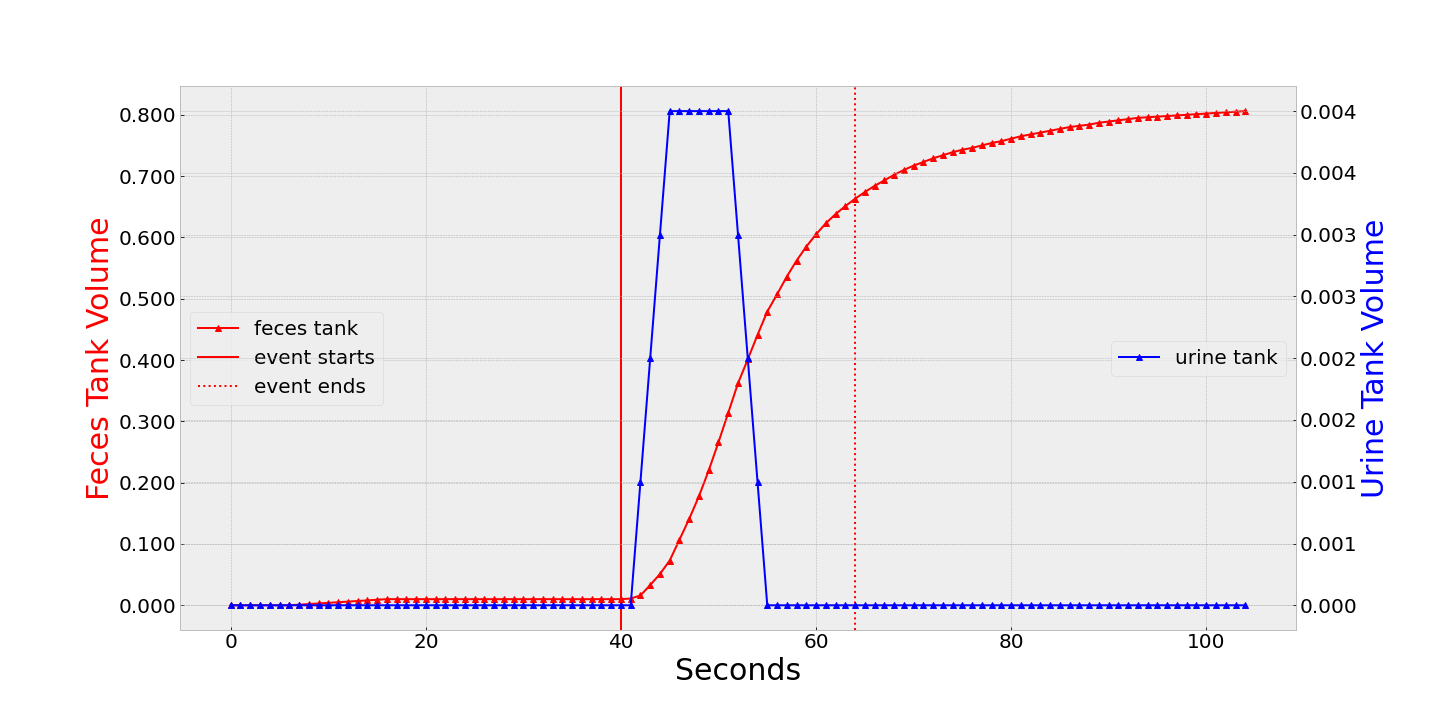 0.800
0.700
0.600
0.500
0.400
0.300
0.200
0.100
0.000
Feces Tank Volume
feces tank
event starts
event ends
urine tank
0.004
0.004
0.003
0.003
0.002
0.002
0.001
0.001
0.000
Urine Tank Volume
0 20 40 60 80 100
Seconds